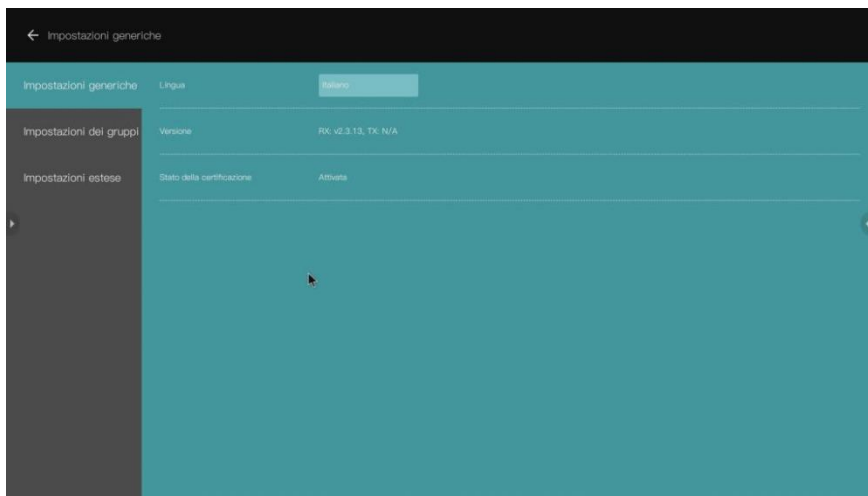 Impostazioni generiche
Impostazioni generiche
Lingua
Italiano
Impostazioni dei gruppi
Versione
RX: v2.3.13, TX: N/A
Impostazioni estese
Stato della certificazione
Attivata